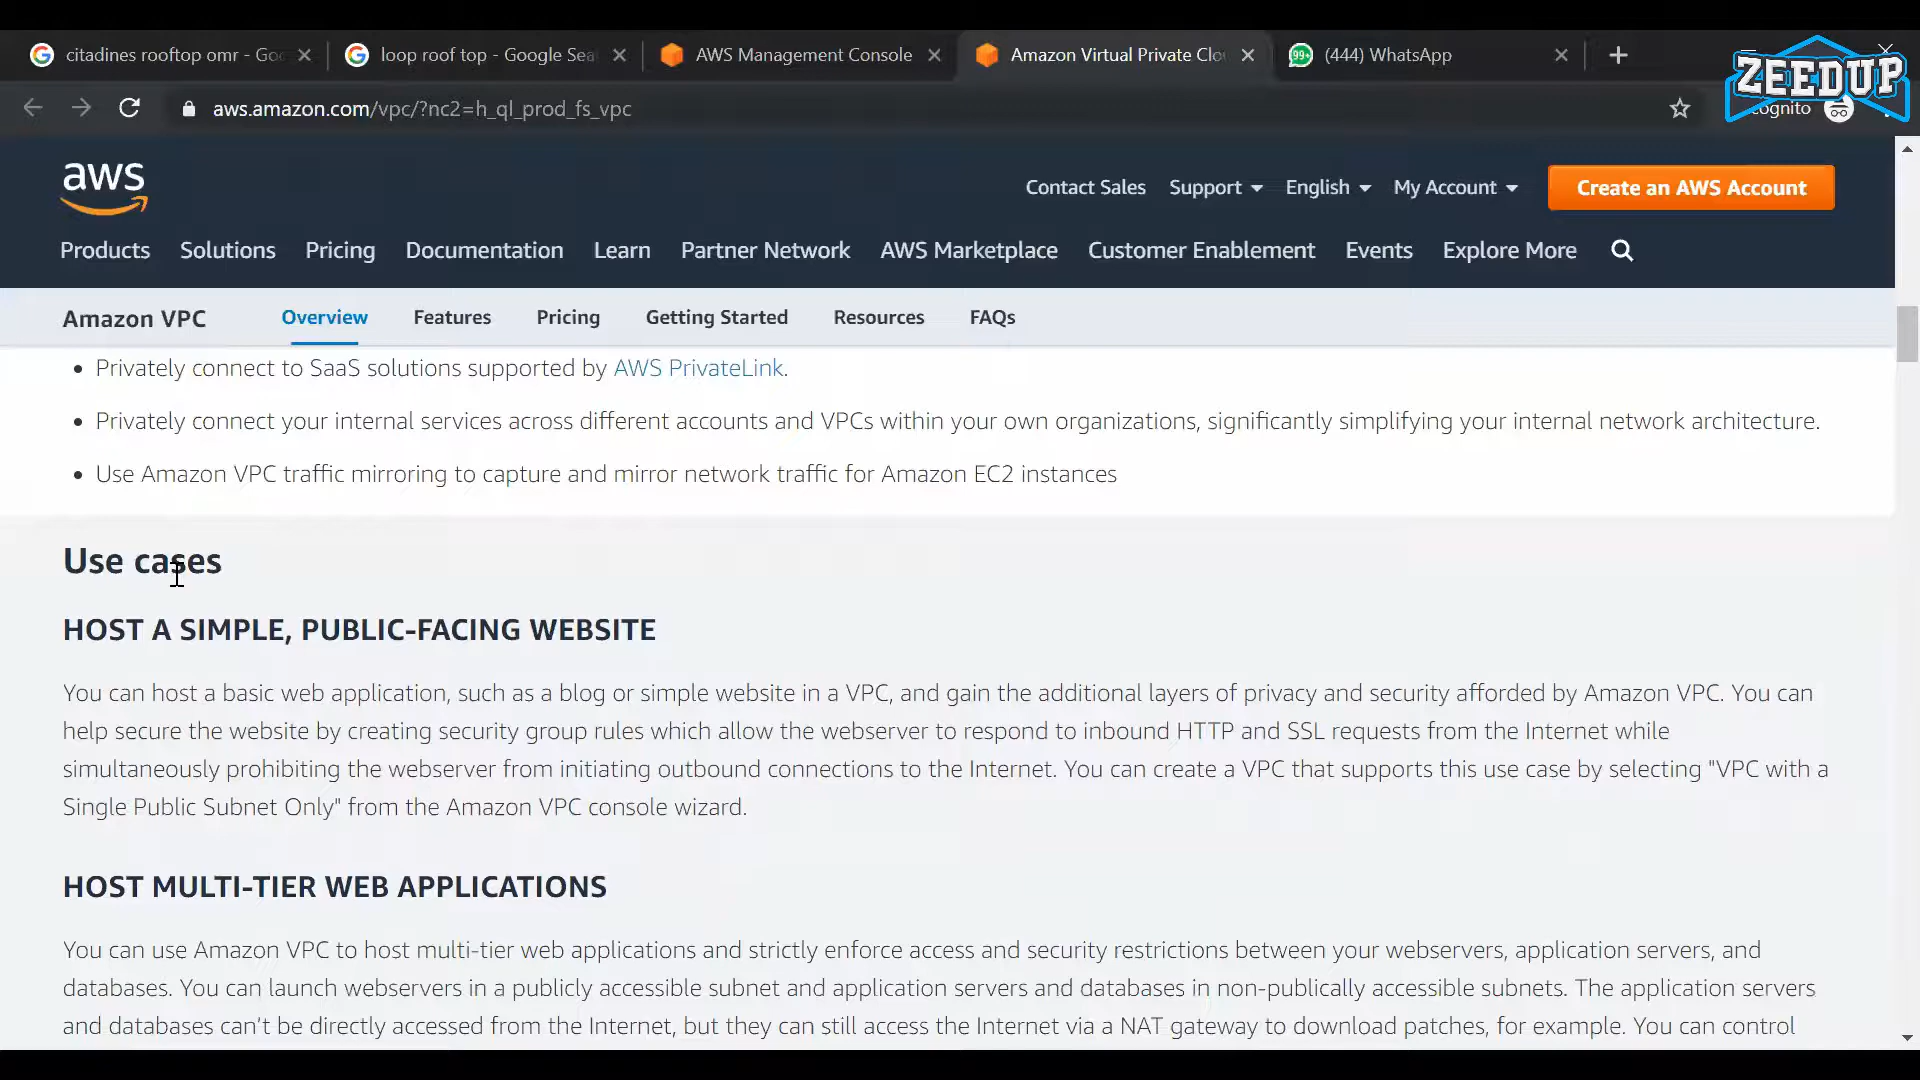 citadines rooftop omr - Goo
loop roof top - Google Sea
AWS Management Console
Amazon Virtual Private Clo
99+
(444) WhatsApp
ZEEDUP
aws.amazon.com/vpc/?nc2=h_ql_prod_fs_vpc
cognito
aws
Contact Sales
Support
English
My Account
Create an AWS Account
Products
Solutions
Pricing
Documentation
Learn
Partner Network
AWS Marketplace
Customer Enablement
Events
Explore More
Amazon VPC
Overview
Features
Pricing
Getting Started
Resources
FAQs
• Privately connect to SaaS solutions supported by AWS PrivateLink.
• Privately connect your internal services across different accounts and VPCs within your own organizations, significantly simplifying your internal network architecture.
• Use Amazon VPC traffic mirroring to capture and mirror network traffic for Amazon EC2 instances
Use cases
HOST A SIMPLE, PUBLIC-FACING WEBSITE
You can host a basic web application, such as a blog or simple website in a VPC, and gain the additional layers of privacy and security afforded by Amazon VPC. You can
help secure the website by creating security group rules which allow the webserver to respond to inbound HTTP and SSL requests from the Internet while
simultaneously prohibiting the webserver from initiating outbound connections to the Internet. You can create a VPC that supports this use case by selecting "VPC with a
Single Public Subnet Only" from the Amazon VPC console wizard.
HOST MULTI-TIER WEB APPLICATIONS
You can use Amazon VPC to host multi-tier web applications and strictly enforce access and security restrictions between your webservers, application servers, and
databases. You can launch webservers in a publicly accessible subnet and application servers and databases in non-publically accessible subnets. The application servers
and databases can't be directly accessed from the Internet, but they can still access the Internet via a NAT gateway to download patches, for example. You can control